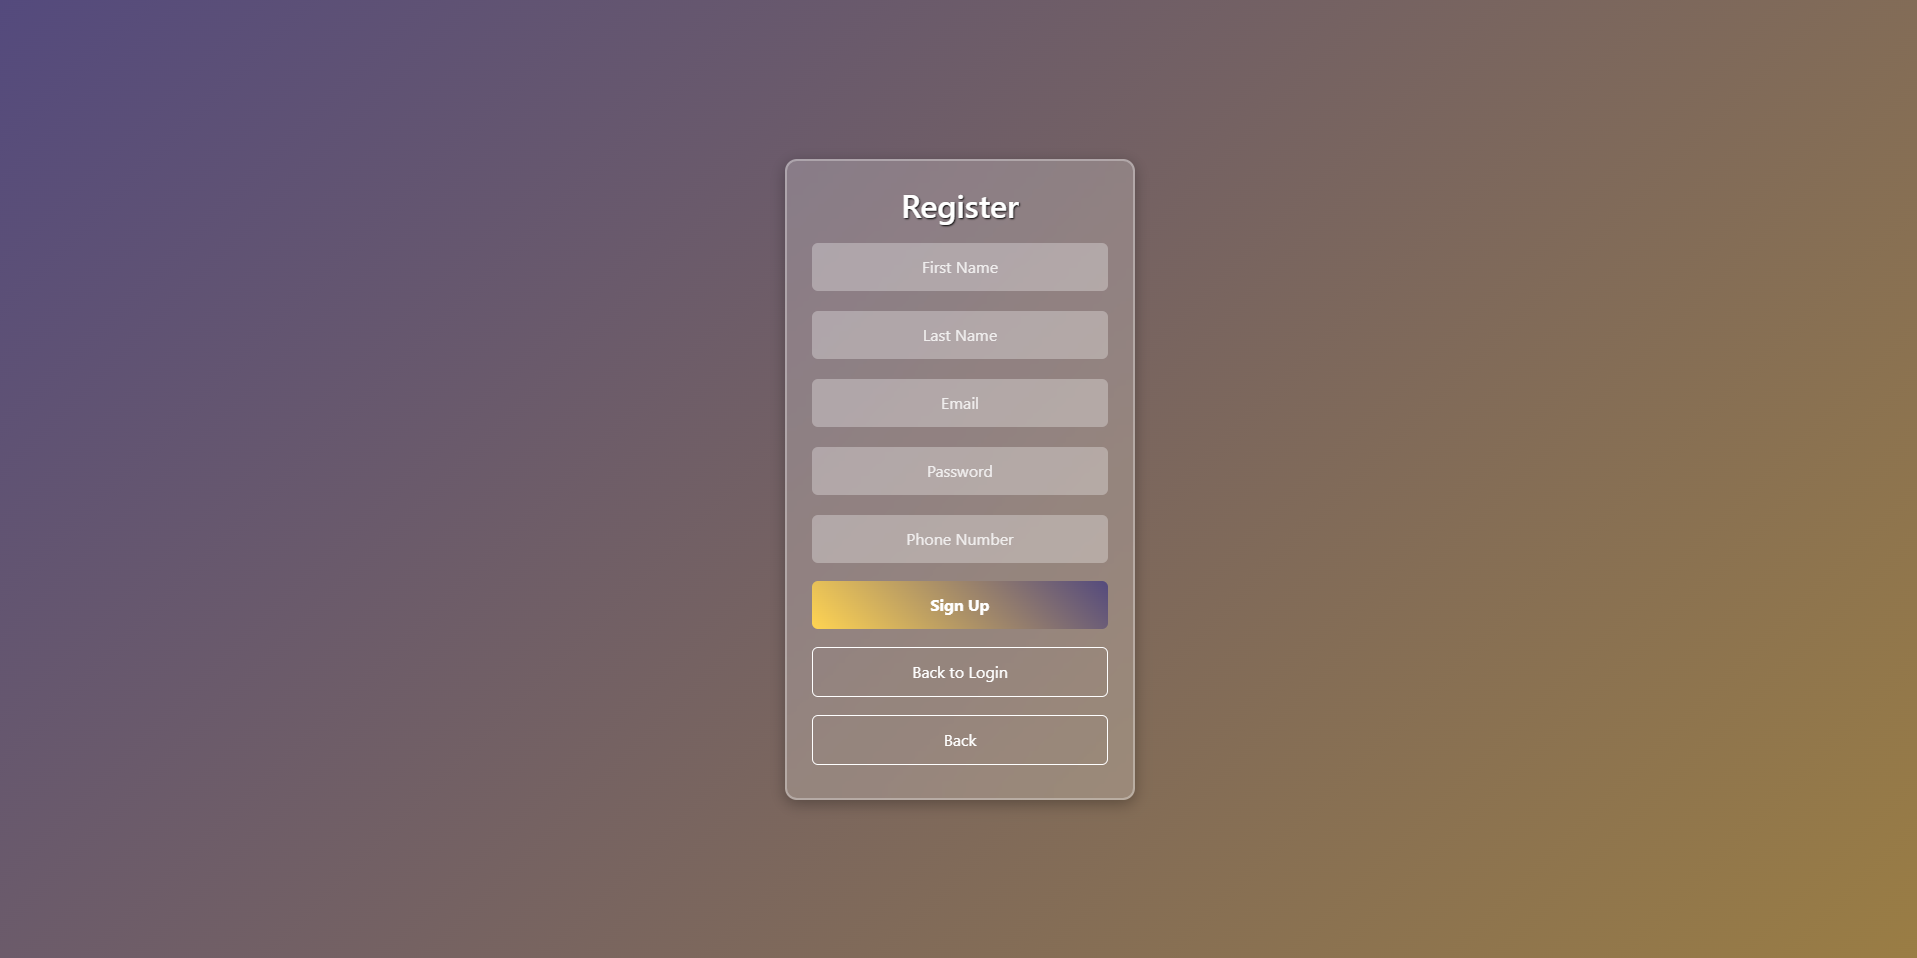 Register
First Name
Last Name
Email
Password
Phone Number
Sign Up
Back to Login
Back